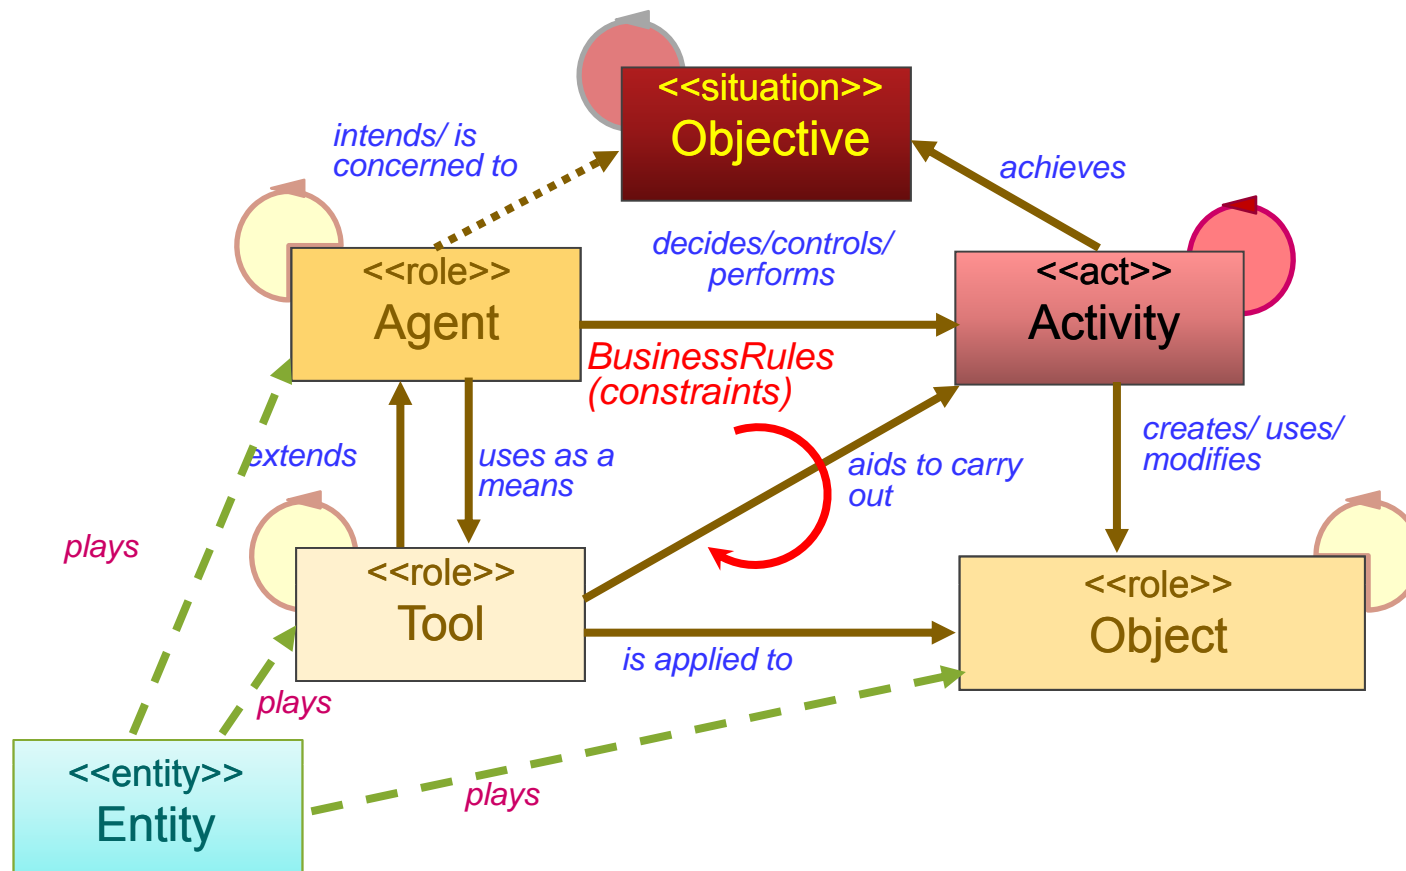 <<situation>>
Objective
intends/ is
concerned to
achieves
<<role>>
Agent
decides/controls/
performs
<<act>>
Activity
BusinessRules
(constraints)
extends
uses as a
means
aids to carry
out
creates/ uses/
modifies
plays
<<role>>
Tool
<<role>>
Object
is applied to
plays
plays
<<entity>>
Entity